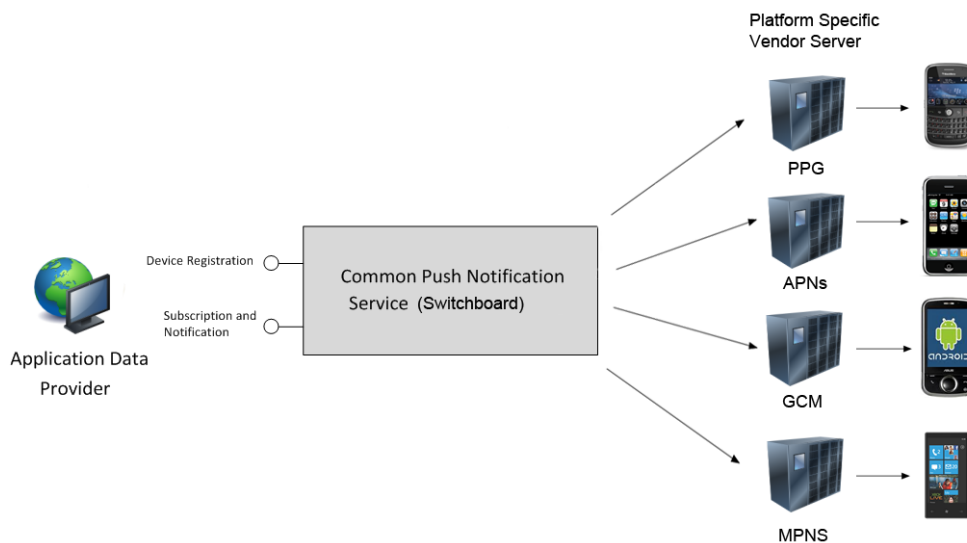 Platform Specific
Vendor Server
PPG
Device Registration
Common Push Notification
Service (Switchboard)
APNs
Subscription and
Notification
Application Data
Provider
ANDROID
GCM
MPNS